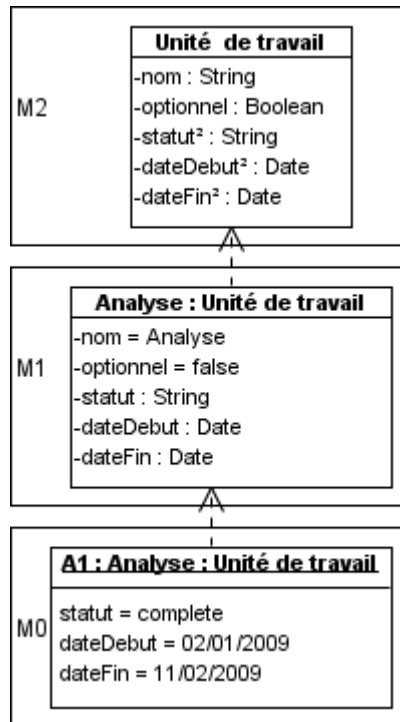 Unité de travail
M2
-nom : String
-optionnel : Boolean
-statut² : String
-dateDebut² : Date
-dateFin² : Date
Analyse : Unité de travail
M1
-nom = Analyse
-optionnel = false
-statut : String
-dateDebut : Date
-dateFin : Date
A1 : Analyse : Unité de travail
M0
statut = complete
dateDebut = 02/01/2009
dateFin = 11/02/2009